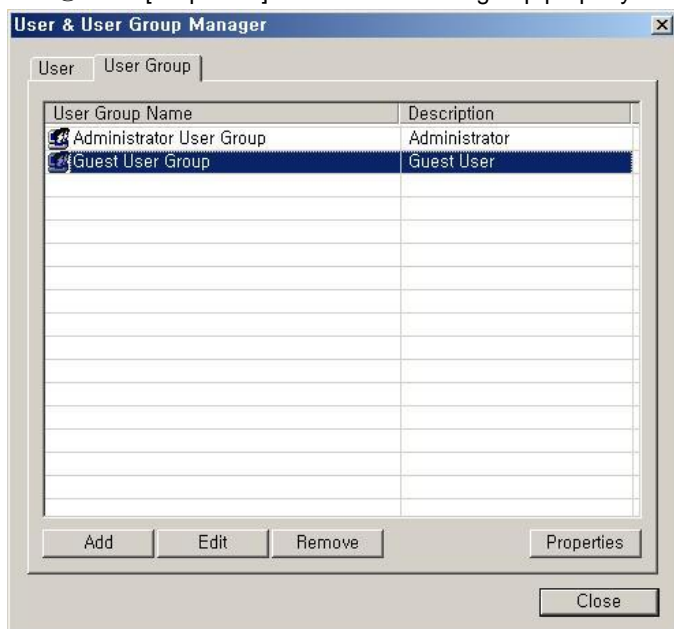 User & User Group Manager
User User Group
User Group Name Description
Administrator User Group Administrator
Guest User Group Guest User
Add Edit Remove Properties
Close